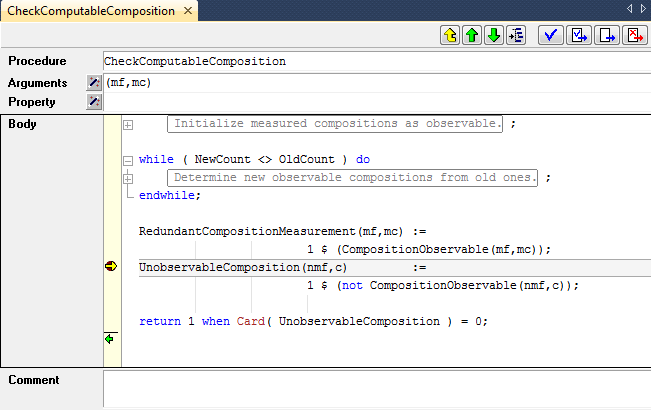 CheckComputableComposition
Procedure CheckComputableComposition
Arguments (mf,mc)
Property
Body
Initialize measured compositions as observable. ;
while ( NewCount <> OldCount ) do
Determine new observable compositions from old ones. ;
endwhile;
RedundantCompositionMeasurement(mf,mc) :=
1 $ (CompositionObservable(mf,mc));
UnobservableComposition(nmf,c) :=
1 $ (not CompositionObservable(nmf,c));
return 1 when Card( UnobservableComposition ) = 0;
Comment